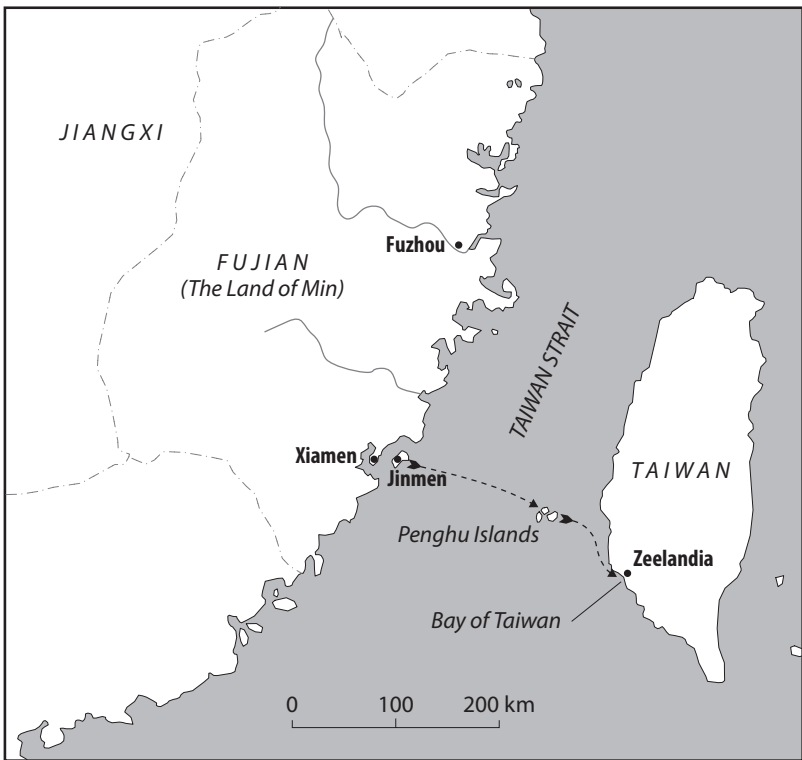 JIANGXI
Fuzhou
FUJIAN
(The Land of Min)
TAIWAN STRAIT
Xiamen
Jinmen
TAIWAN
Penghu Islands
Zeelandia
Bay of Taiwan
0 100 200 km